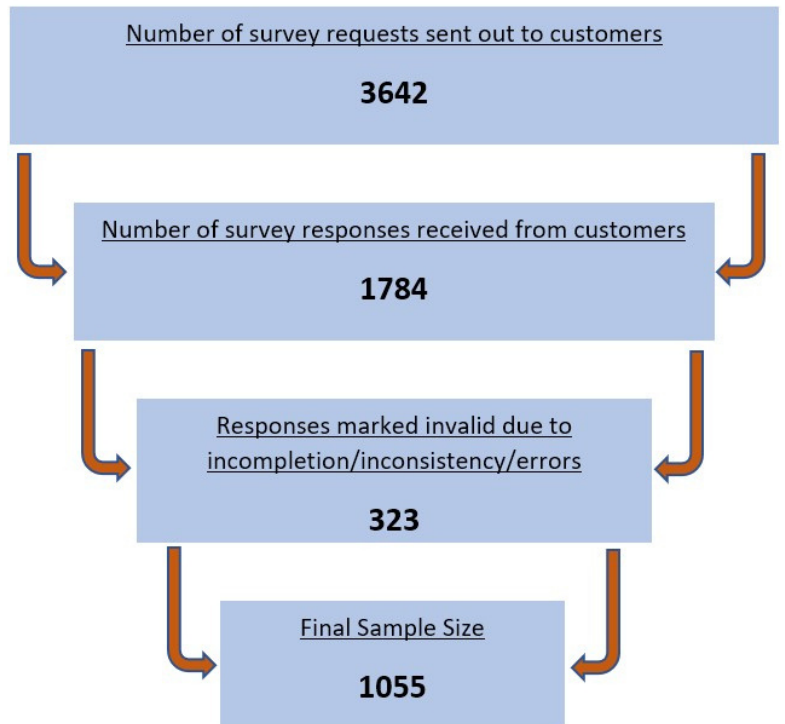 Number of survey requests sent out to customers
3642
Number of survey responses received from customers
1784
Responses marked invalid due to
incompletion/inconsistency/errors
323
Final Sample Size
1055